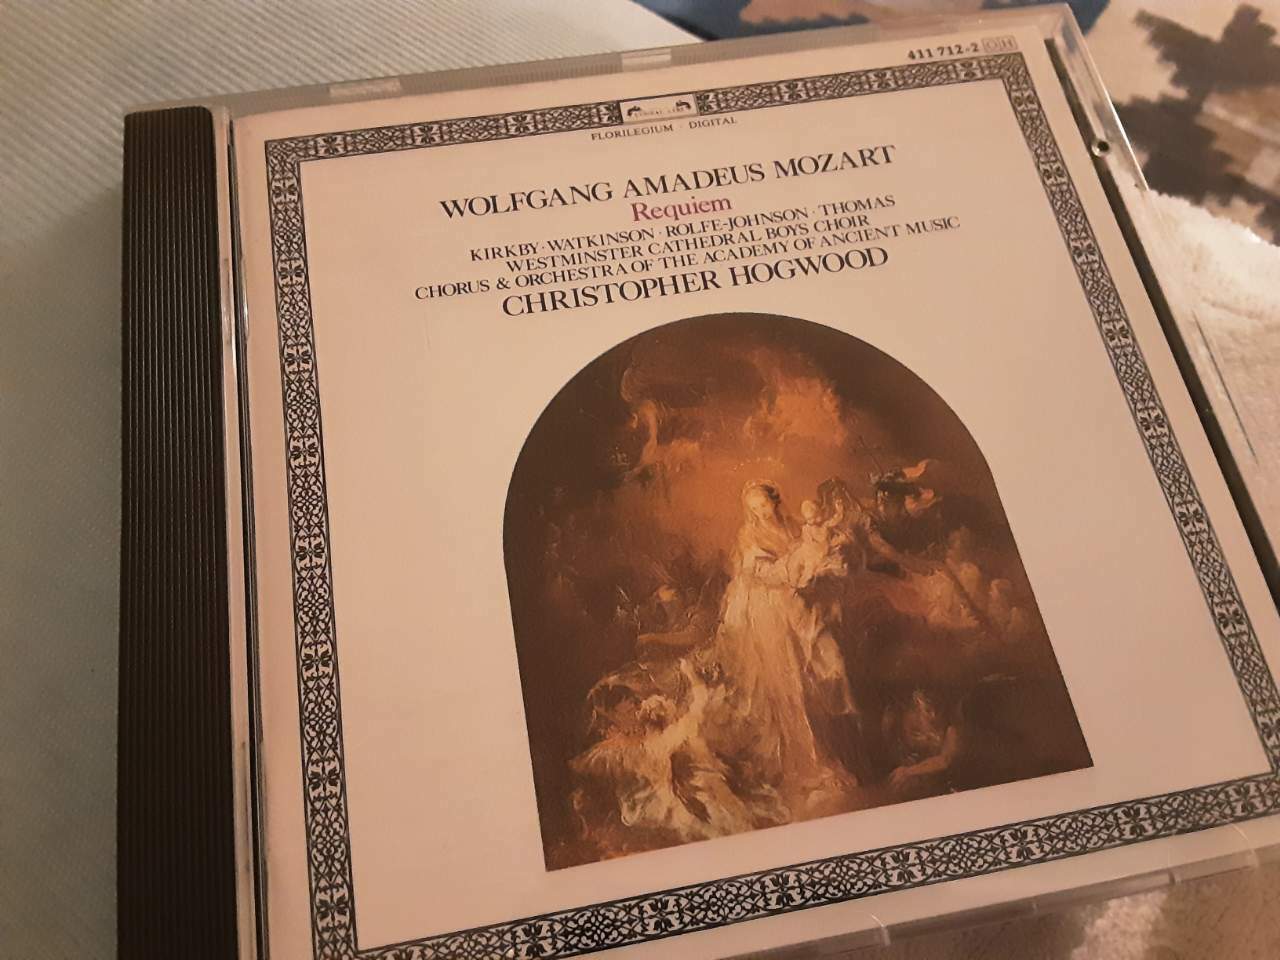 411 712-2 OH
FLORILEGIUM · DIGITAL
WOLFGANG AMADEUS MOZART
Requiem
KIRKBY · WATKINSON · ROLFE-JOHNSON · THOMAS
WESTMINSTER CATHEDRAL BOYS CHOIR
CHORUS & ORCHESTRA OF THE ACADEMY OF ANCIENT MUSIC
CHRISTOPHER HOGWOOD